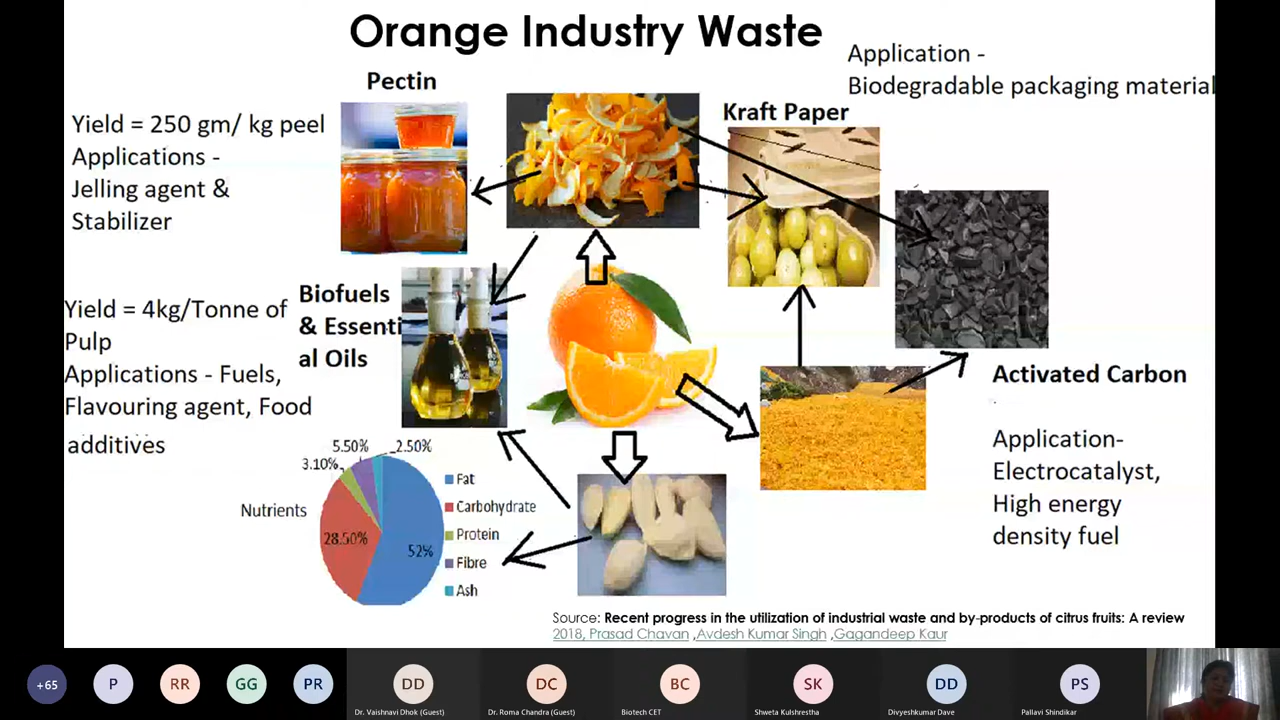 Orange Industry Waste
Application -
Biodegradable packaging material
Pectin
Kraft Paper
Yield = 250 gm/ kg peel
Applications -
Jelling agent &
Stabilizer
Biofuels
& Essenti
al Oils
Yield = 4kg/Tonne of
Pulp
Applications - Fuels,
Flavouring agent, Food
additives
Activated Carbon
Application-
Electrocatalyst,
High energy
density fuel
5.50%
2.50%
3.10%
28.50%
52%
Nutrients
Fat
Carbohydrate
Protein
Fibre
Ash
Source: Recent progress in the utilization of industrial waste and by-products of citrus fruits: A review
2018, Prasad Chavan ,Avdesh Kumar Singh ,Gagandeep Kaur
+65
P
RR
GG
PR
DD
DC
BC
SK
DD
PS
Dr. Vaishnavi Dhok (Guest)
Dr. Roma Chandra (Guest)
Biotech CET
Shweta Kulshrestha
Divyeshkumar Dave
Pallavi Shindikar